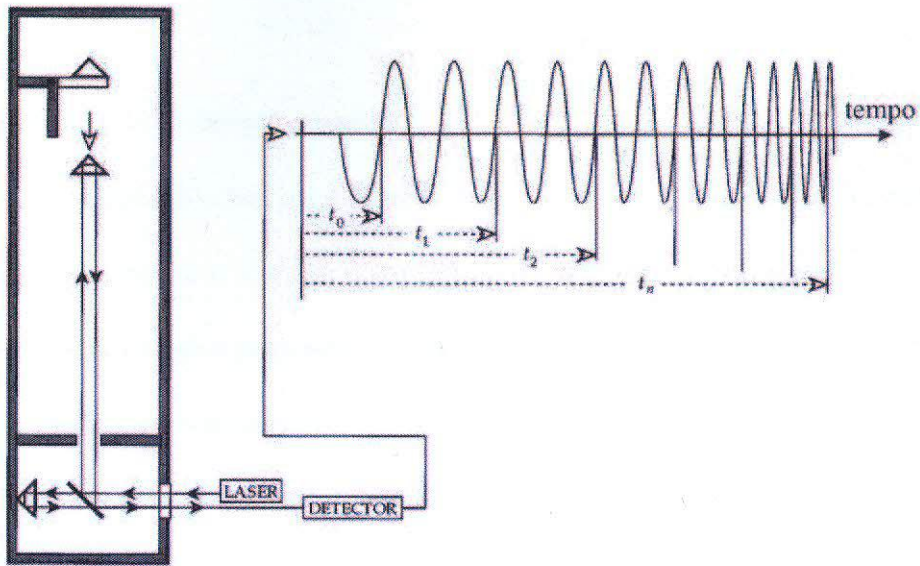 tempo
t₀
t₁
t₂
tₙ
LASER
DETECTOR